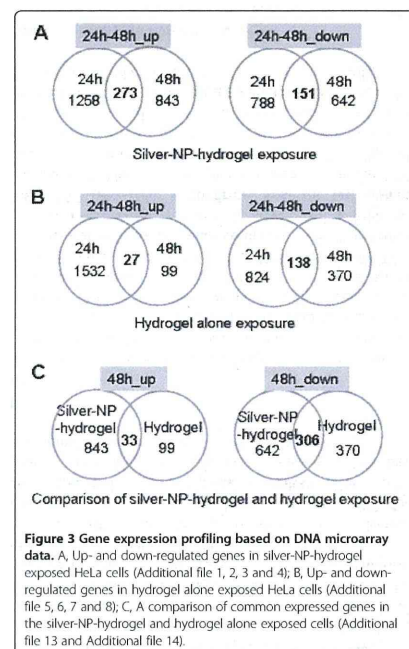 A
24h-48h_up
24h-48h_down
24h
1258
273
48h
843
24h
788
151
48h
642
Silver-NP-hydrogel exposure
B
24h-48h_up
24h-48h_down
24h
1532
27
48h
99
24h
824
138
48h
370
Hydrogel alone exposure
C
48h_up
48h_down
Silver-NP
-hydrogel
843
33
Hydrogel
99
Silver-NP
-hydrogel
642
306
Hydrogel
370
Comparison of silver-NP-hydrogel and hydrogel exposure
Figure 3 Gene expression profiling based on DNA microarray
data. A, Up- and down-regulated genes in silver-NP-hydrogel
exposed HeLa cells (Additional file 1, 2, 3 and 4); B, Up- and down-
regulated genes in hydrogel alone exposed HeLa cells (Additional
file 5, 6, 7 and 8); C, A comparison of common expressed genes in
the silver-NP-hydrogel and hydrogel alone exposed cells (Additional
file 13 and Additional file 14).